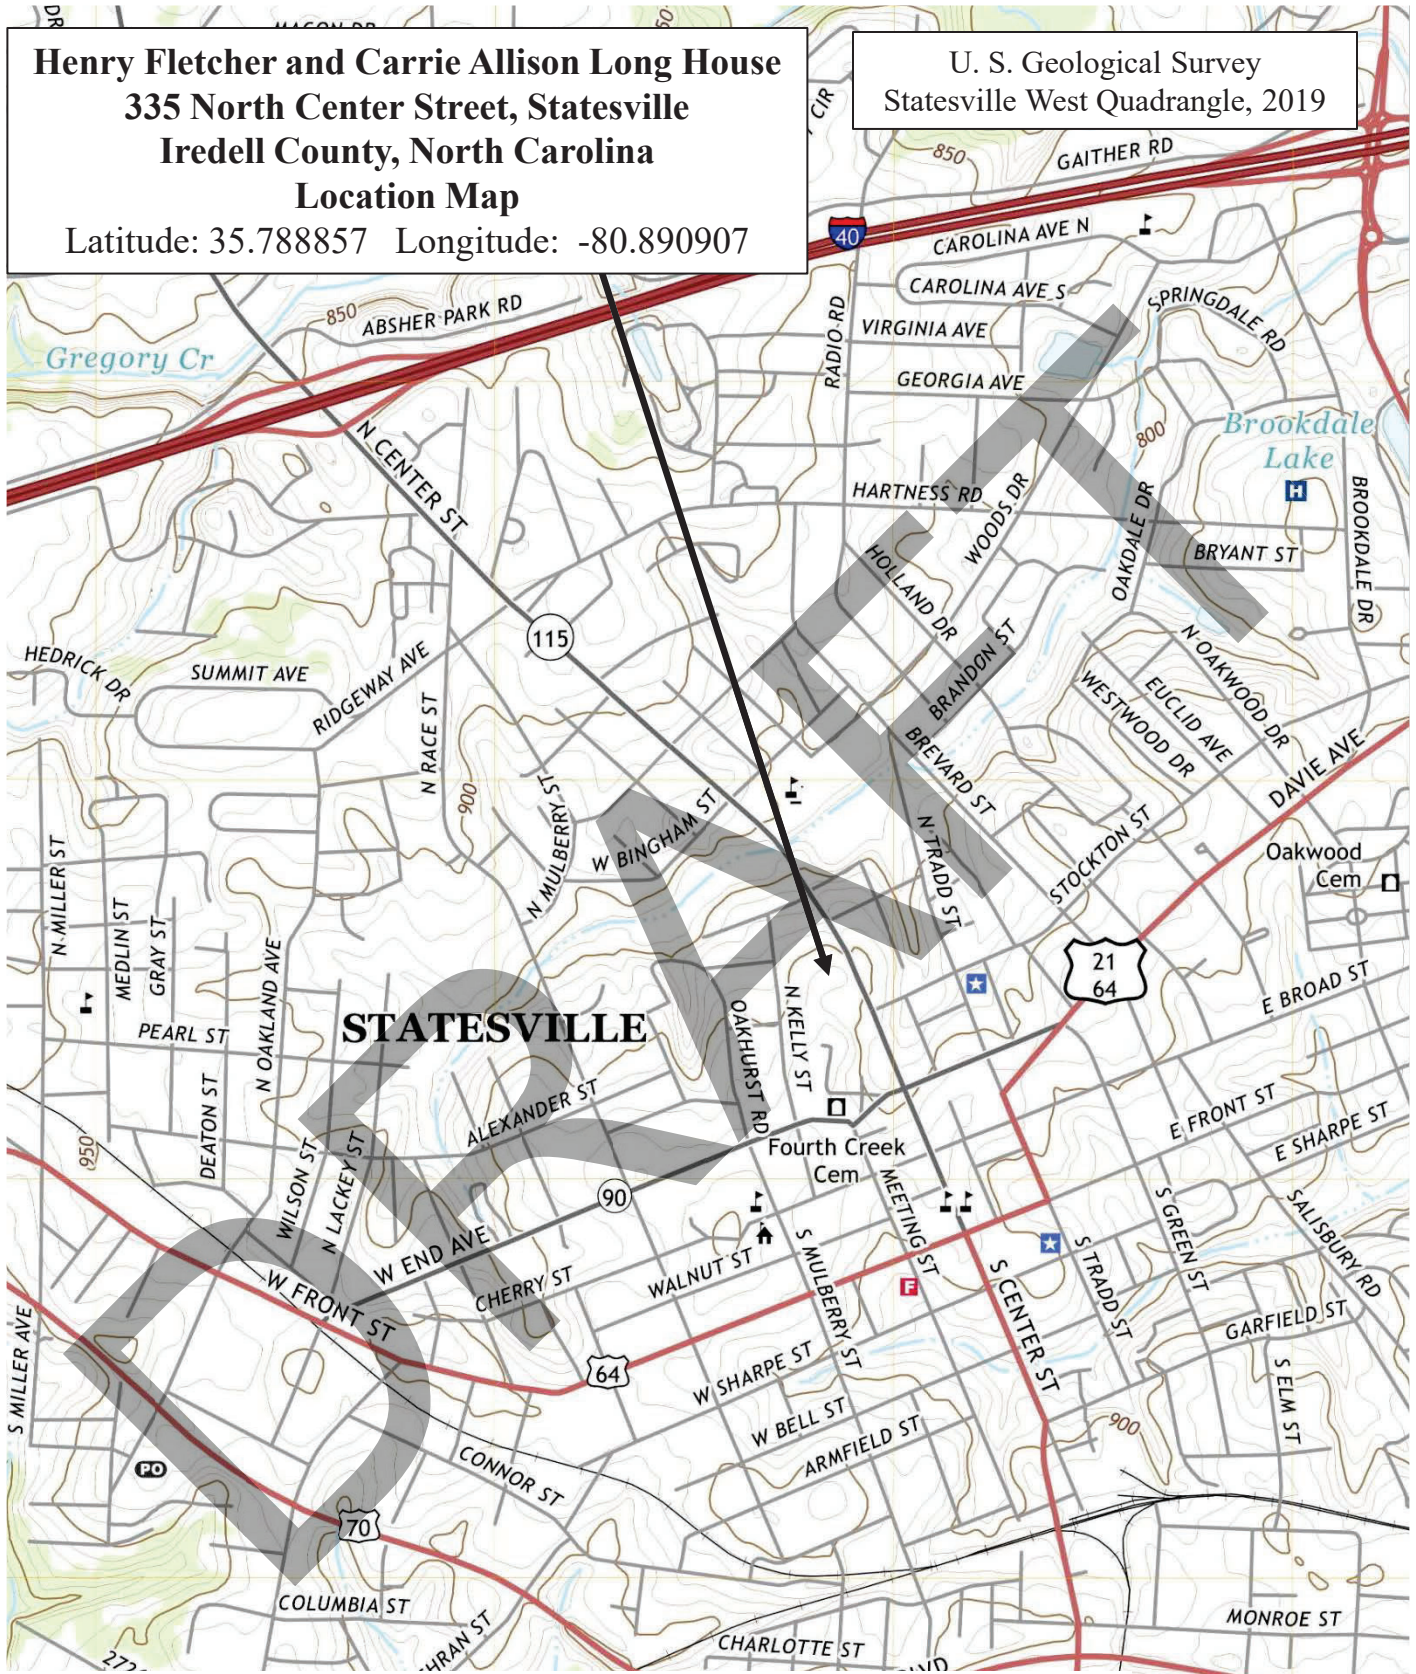 Henry Fletcher and Carrie Allison Long House
335 North Center Street, Statesville
Iredell County, North Carolina
Location Map
Latitude: 35.788857 Longitude: -80.890907
U. S. Geological Survey
Statesville West Quadrangle, 2019
DR
MACON DR
CIR
850
GAITHER RD
40
CAROLINA AVE N
CAROLINA AVE S
SPRINGDALE RD
850
ABSHER PARK RD
RADIO RD
VIRGINIA AVE
Gregory Cr
GEORGIA AVE
800
Brookdale
Lake
H
N CENTER ST
HARTNESS RD
WOODS DR
OAKDALE DR
BROOKDALE DR
BRYANT ST
HOLLAND DR
115
BRANDON ST
N OAKWOOD DR
HEDRICK DR
SUMMIT AVE
RIDGEWAY AVE
EUCLID AVE
WESTWOOD DR
N RACE ST
BREVARD ST
DAVIE AVE
900
N MULBERRY ST
W BINGHAM ST
N TRADD ST
STOCKTON ST
Oakwood
Cem
N MILLER ST
MEDLIN ST
GRAY ST
N OAKLAND AVE
21
64
E BROAD ST
STATESVILLE
N KELLY ST
OAKHURST RD
PEARL ST
DEATON ST
ALEXANDER ST
E FRONT ST
E SHARPE ST
950
WILSON ST
N LACKEY ST
Fourth Creek
Cem
90
MEETING ST
W END AVE
S GREEN ST
SALISBURY RD
W FRONT ST
CHERRY ST
WALNUT ST
S MULBERRY ST
F
S CENTER ST
S TRADD ST
GARFIELD ST
S MILLER AVE
64
W SHARPE ST
S ELM ST
W BELL ST
ARMFIELD ST
900
PO
CONNOR ST
70
COLUMBIA ST
MONROE ST
HRAN ST
CHARLOTTE ST
BLVD
DRAFT